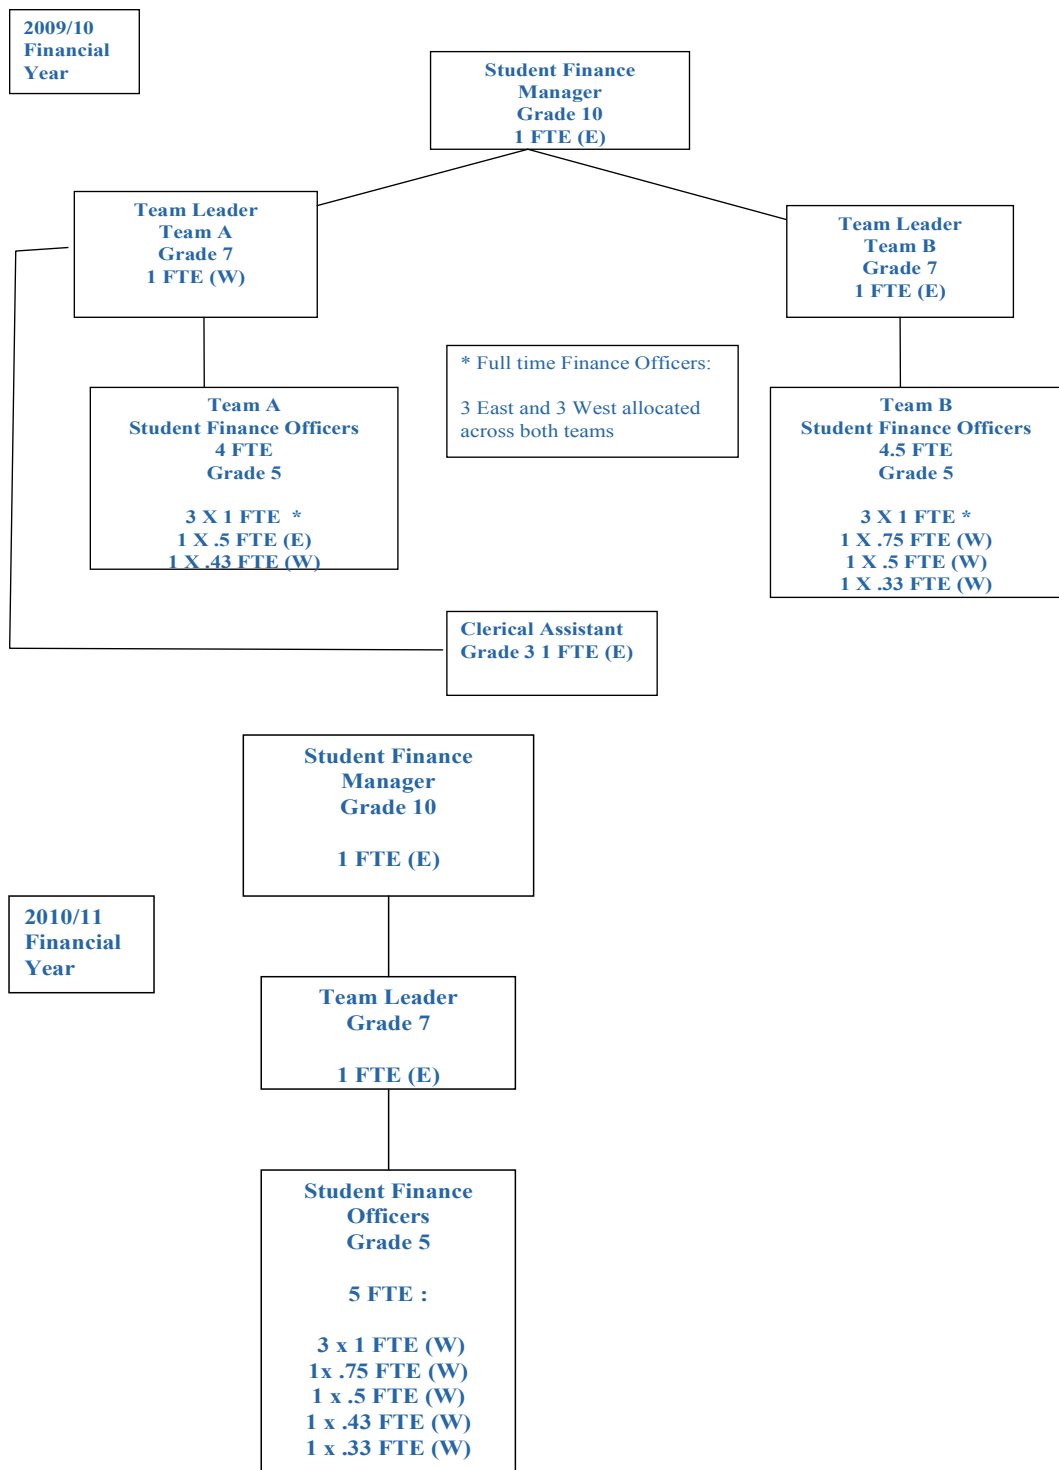 2009/10
Financial
Year
Student Finance
Manager
Grade 10
1 FTE (E)
Team Leader
Team A
Grade 7
1 FTE (W)
Team Leader
Team B
Grade 7
1 FTE (E)
* Full time Finance Officers:
3 East and 3 West allocated
across both teams
Team A
Student Finance Officers
4 FTE
Grade 5
3 X 1 FTE *
1 X .5 FTE (E)
1 X .43 FTE (W)
Team B
Student Finance Officers
4.5 FTE
Grade 5
3 X 1 FTE *
1 X .75 FTE (W)
1 X .5 FTE (W)
1 X .33 FTE (W)
Clerical Assistant
Grade 3 1 FTE (E)
Student Finance
Manager
Grade 10
1 FTE (E)
2010/11
Financial
Year
Team Leader
Grade 7
1 FTE (E)
Student Finance
Officers
Grade 5
5 FTE :
3 x 1 FTE (W)
1x .75 FTE (W)
1 x .5 FTE (W)
1 x .43 FTE (W)
1 x .33 FTE (W)